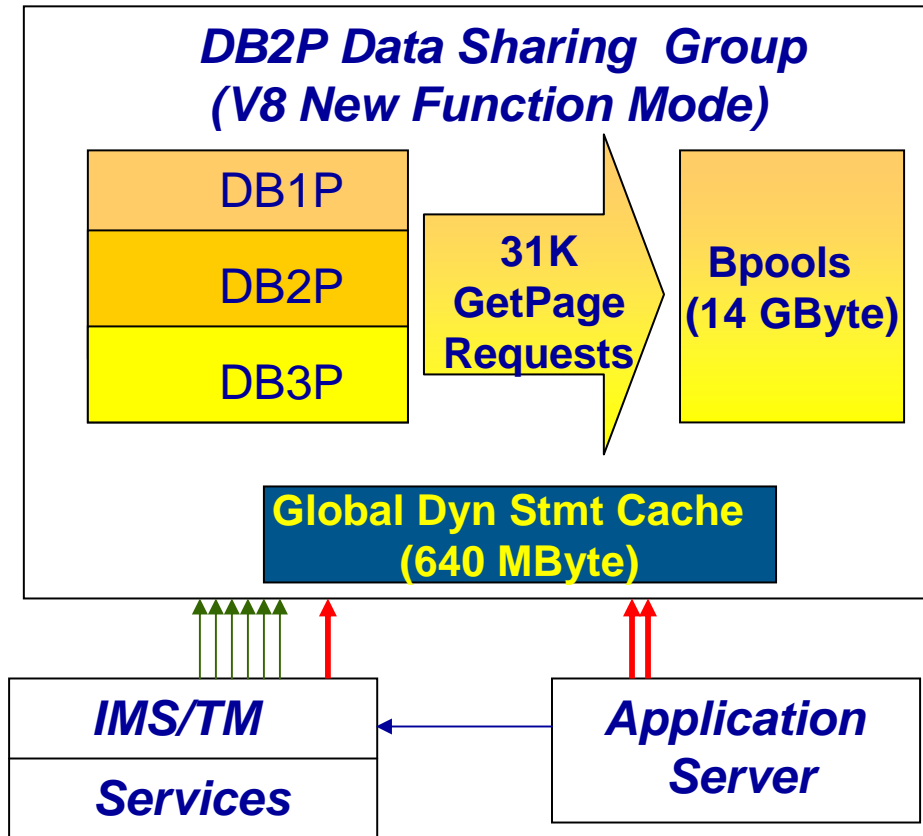 DB2P Data Sharing Group
(V8 New Function Mode)
DB1P
DB2P
DB3P
31K
GetPage
Requests
Bpools
(14 GByte)
Global Dyn Stmt Cache
(640 MByte)
IMS/TM
Services
Application
Server